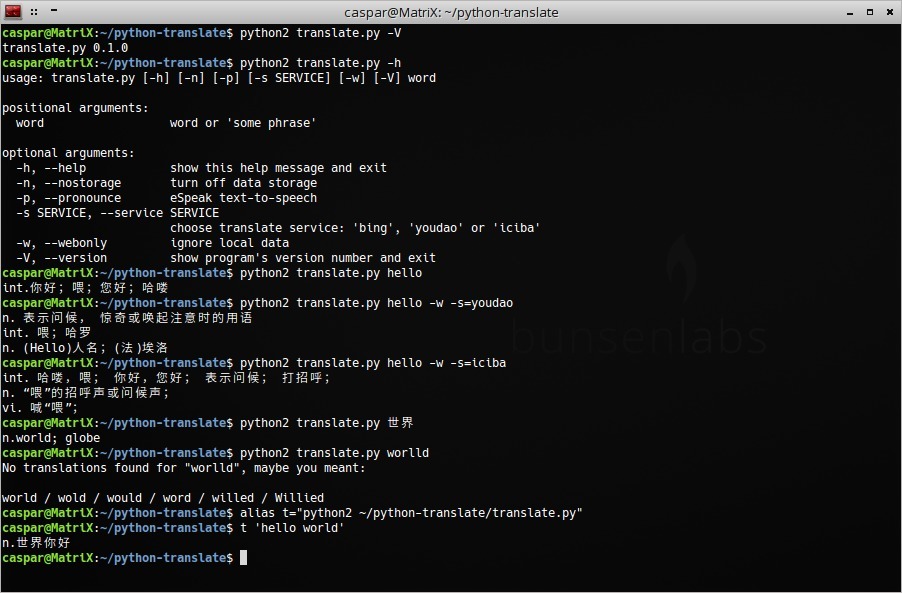 caspar@MatriX: ~/python-translate
caspar@MatriX:~/python-translate$ python2 translate.py -V
translate.py 0.1.0
caspar@MatriX:~/python-translate$ python2 translate.py -h
usage: translate.py [-h] [-n] [-p] [-s SERVICE] [-w] [-V] word

positional arguments:
  word                  word or 'some phrase'

optional arguments:
  -h, --help            show this help message and exit
  -n, --nostorage       turn off data storage
  -p, --pronounce       eSpeak text-to-speech
  -s SERVICE, --service SERVICE
                        choose translate service: 'bing', 'youdao' or 'iciba'
  -w, --webonly         ignore local data
  -V, --version         show program's version number and exit
caspar@MatriX:~/python-translate$ python2 translate.py hello
int.你好；喂；您好；哈喽
caspar@MatriX:~/python-translate$ python2 translate.py hello -w -s=youdao
n. 表示问候， 惊奇或唤起注意时的用语
int. 喂；哈罗
n. (Hello)人名；(法)埃洛
caspar@MatriX:~/python-translate$ python2 translate.py hello -w -s=iciba
int. 哈喽，喂； 你好，您好； 表示问候； 打招呼；
n. “喂”的招呼声或问候声；
vi. 喊“喂”；
caspar@MatriX:~/python-translate$ python2 translate.py 世界
n.world; globe
caspar@MatriX:~/python-translate$ python2 translate.py worlld
No translations found for "worlld", maybe you meant:

world / wold / would / word / willed / Willied
caspar@MatriX:~/python-translate$ alias t="python2 ~/python-translate/translate.py"
caspar@MatriX:~/python-translate$ t 'hello world'
n.世界你好
caspar@MatriX:~/python-translate$
bunsenlabs